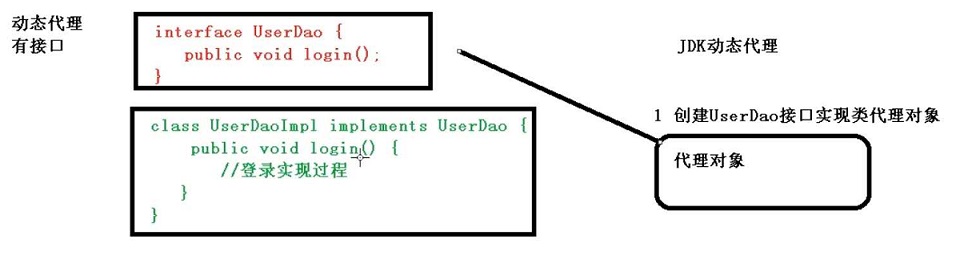 动态代理
有接口
interface UserDao {
public void login();
}
class UserDaoImpl implements UserDao {
public void login() {
//登录实现过程
}
}
JDK动态代理
1 创建UserDao接口实现类代理对象
代理对象